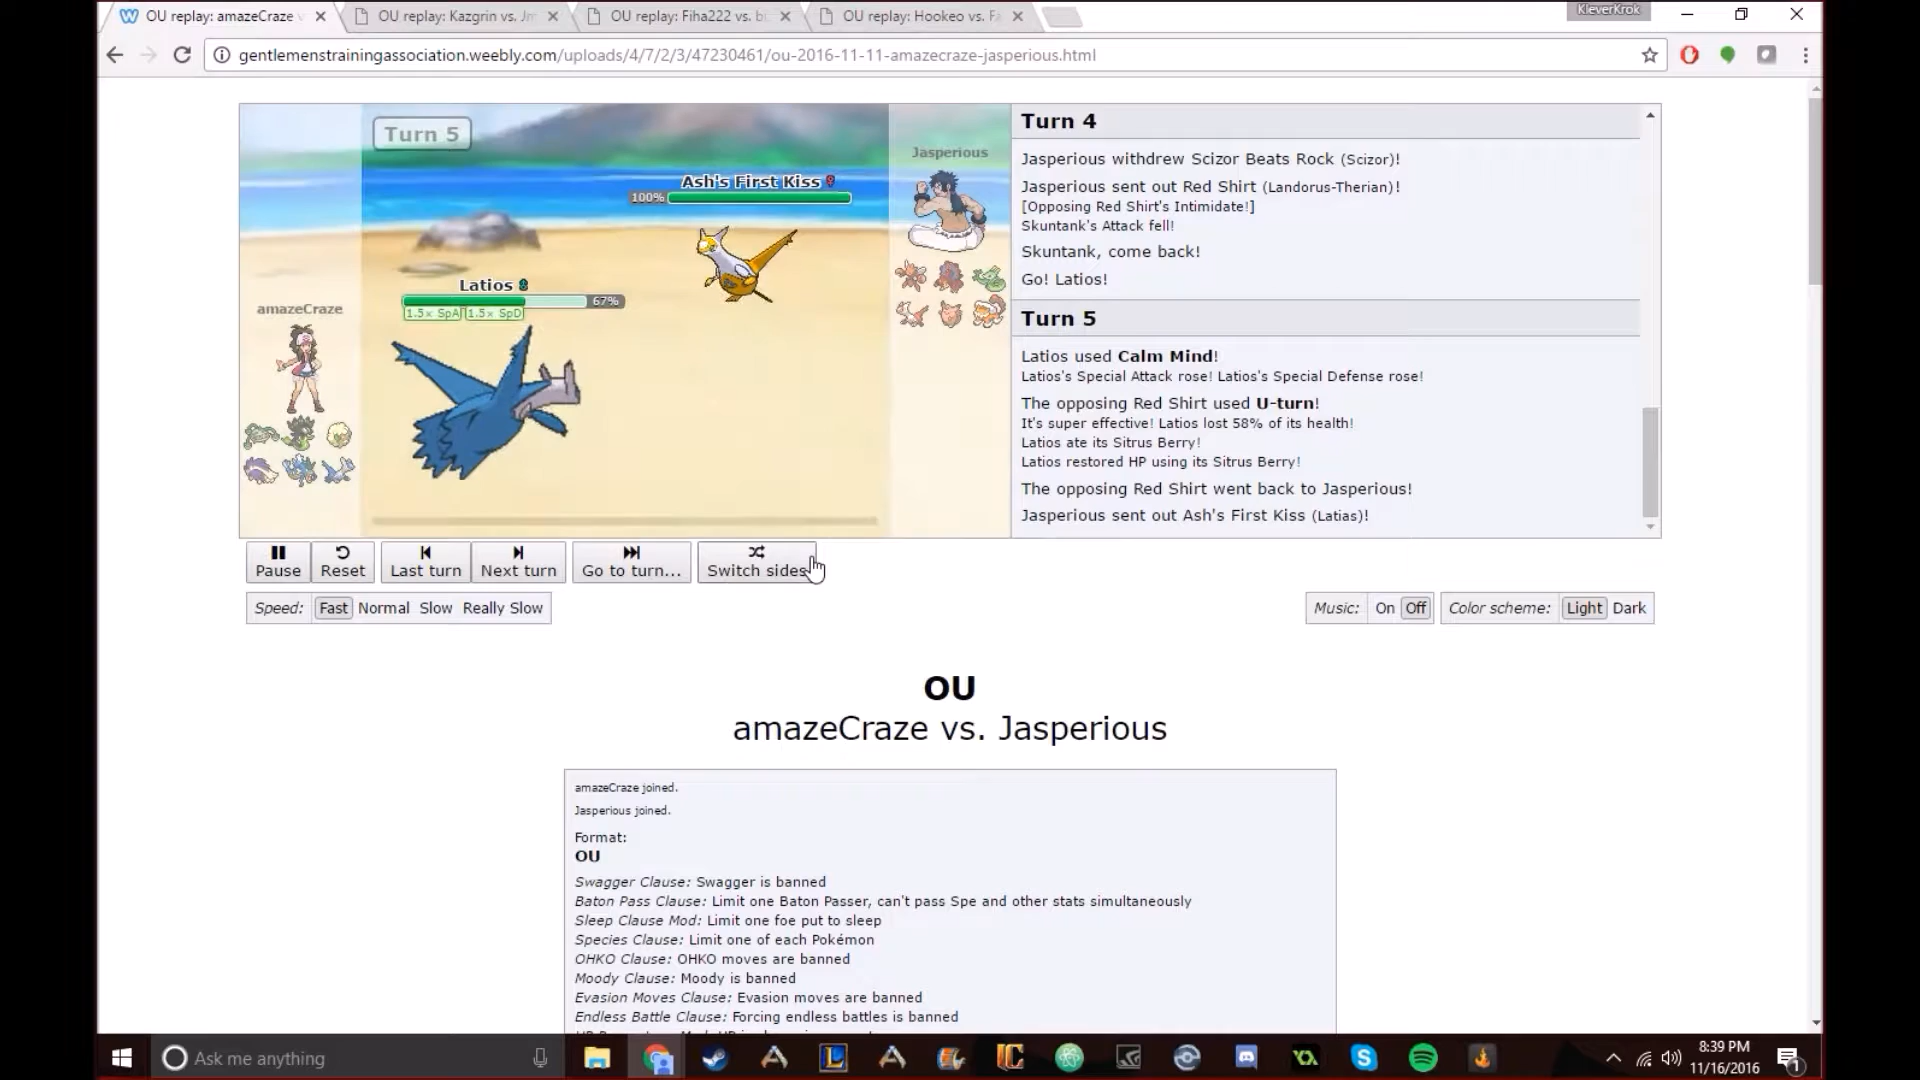 OU replay: amazeCraze v
OU replay: Kazgrin vs. Jm
OU replay: Fiha222 vs. b
OU replay: Hookeo vs. Fa
KleverKrok
gentlemenstrainingassociation.weebly.com/uploads/4/7/2/3/47230461/ou-2016-11-11-amazecraze-jasperious.html
Turn 5
Jasperious
Ash's First Kiss
100%
Latios
67%
1.5× SpA 1.5× SpD
amazeCraze
Turn 4
Jasperious withdrew Scizor Beats Rock (Scizor)!
Jasperious sent out Red Shirt (Landorus-Therian)!
[Opposing Red Shirt's Intimidate!]
Skuntank's Attack fell!
Skuntank, come back!
Go! Latios!
Turn 5
Latios used Calm Mind!
Latios's Special Attack rose! Latios's Special Defense rose!
The opposing Red Shirt used U-turn!
It's super effective! Latios lost 58% of its health!
Latios ate its Sitrus Berry!
Latios restored HP using its Sitrus Berry!
The opposing Red Shirt went back to Jasperious!
Jasperious sent out Ash's First Kiss (Latias)!
Pause Reset Last turn Next turn Go to turn... Switch sides
Speed: Fast Normal Slow Really Slow
Music: On Off Color scheme: Light Dark
OU
amazeCraze vs. Jasperious
amazeCraze joined.
Jasperious joined.
Format:
OU
Swagger Clause: Swagger is banned
Baton Pass Clause: Limit one Baton Passer, can't pass Spe and other stats simultaneously
Sleep Clause Mod: Limit one foe put to sleep
Species Clause: Limit one of each Pokémon
OHKO Clause: OHKO moves are banned
Moody Clause: Moody is banned
Evasion Moves Clause: Evasion moves are banned
Endless Battle Clause: Forcing endless battles is banned
Ask me anything
8:39 PM
11/16/2016
1